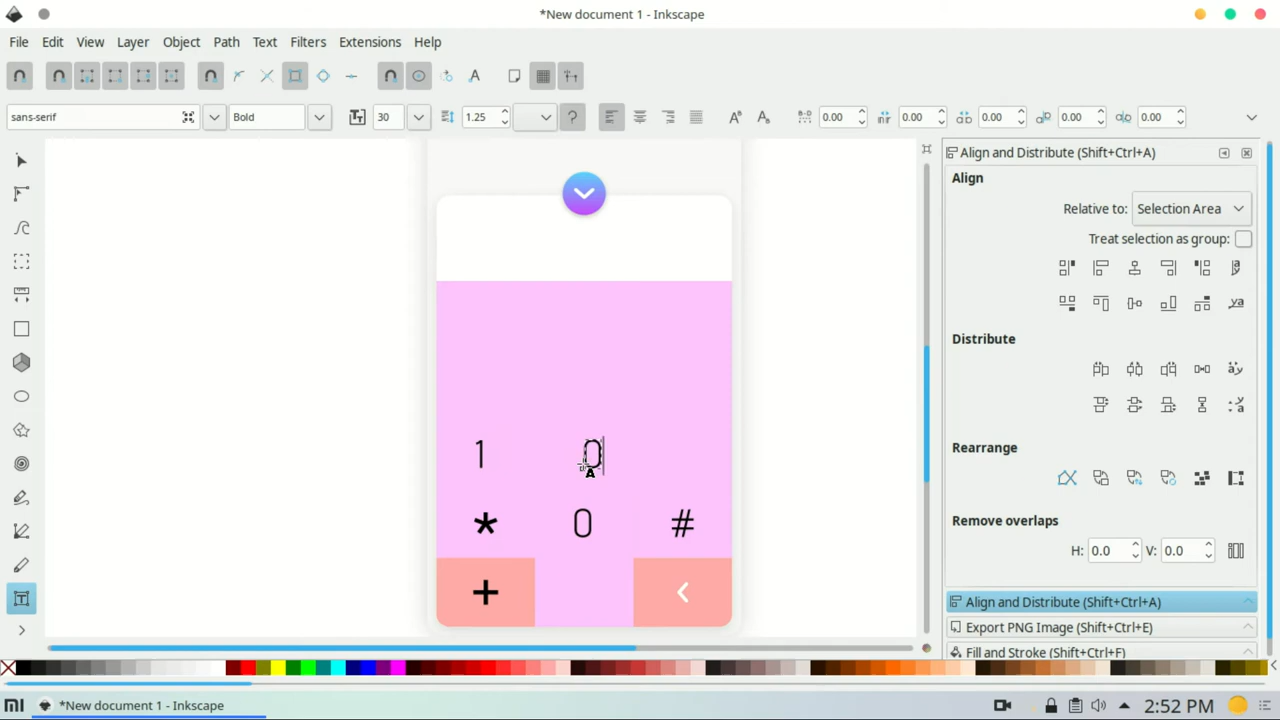 *New document 1 - Inkscape
File Edit View Layer Object Path Text Filters Extensions Help
sans-serif Bold 30 1.25 ? 0.00 0.00 0.00 0.00 0.00
Align and Distribute (Shift+Ctrl+A)
Align
Relative to: Selection Area
Treat selection as group:
Distribute
1 0
Rearrange
* 0 #
Remove overlaps
H: 0.0 V: 0.0
+ <
Align and Distribute (Shift+Ctrl+A)
Export PNG Image (Shift+Ctrl+E)
Fill and Stroke (Shift+Ctrl+F)
*New document 1 - Inkscape 2:52 PM